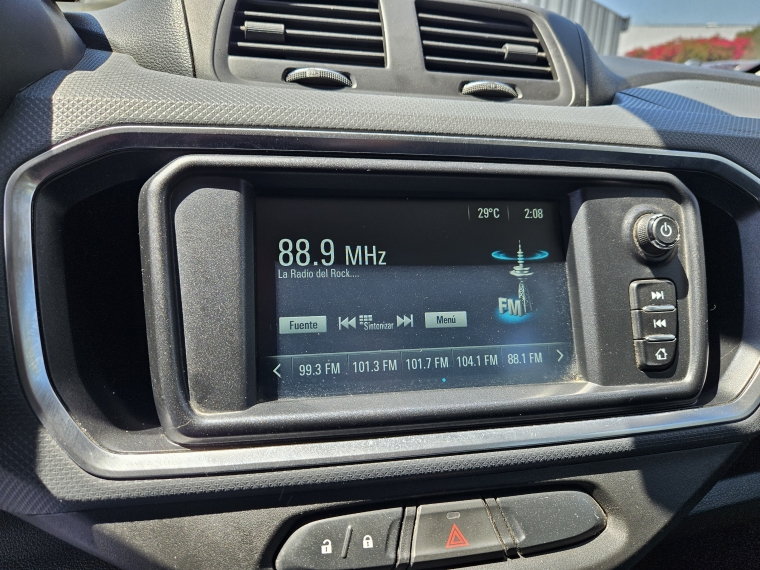 29°C 2:08
88.9 MHz
La Radio del Rock....
FM
Fuente Sintonizar Menú
99.3 FM 101.3 FM 101.7 FM 104.1 FM 88.1 FM